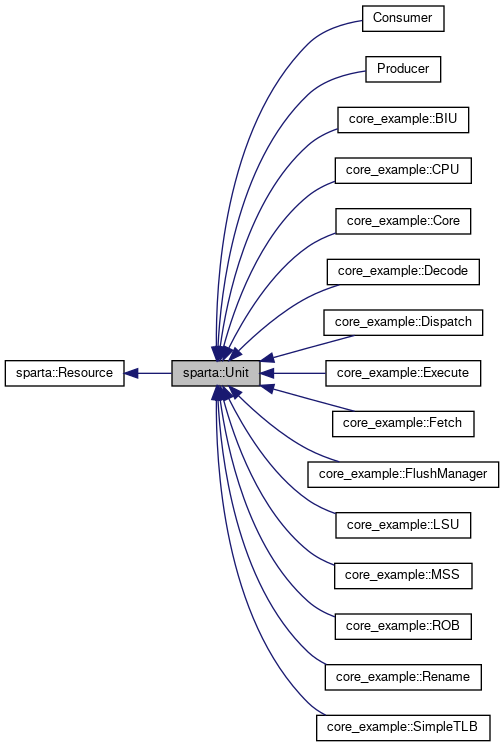 Consumer
Producer
core_example::BIU
core_example::CPU
core_example::Core
core_example::Decode
core_example::Dispatch
sparta::Resource
sparta::Unit
core_example::Execute
core_example::Fetch
core_example::FlushManager
core_example::LSU
core_example::MSS
core_example::ROB
core_example::Rename
core_example::SimpleTLB